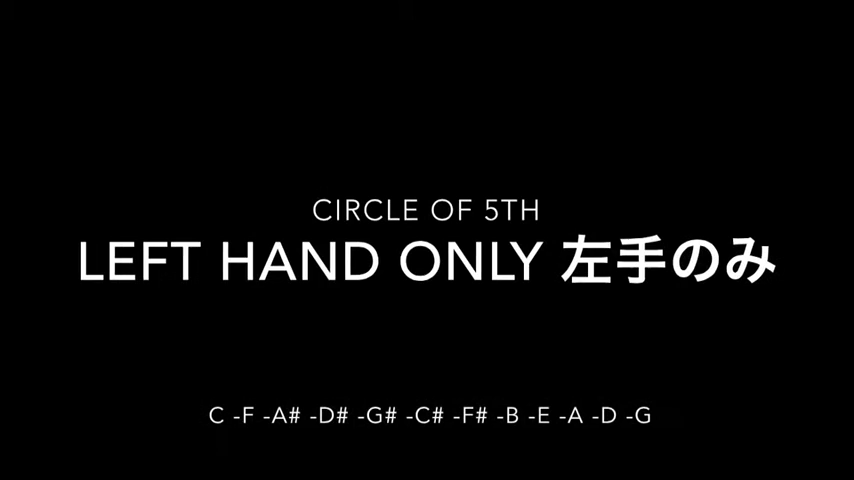 CIRCLE OF 5TH
LEFT HAND ONLY 左手のみ
C -F -A# -D# -G# -C# -F# -B -E -A -D -G